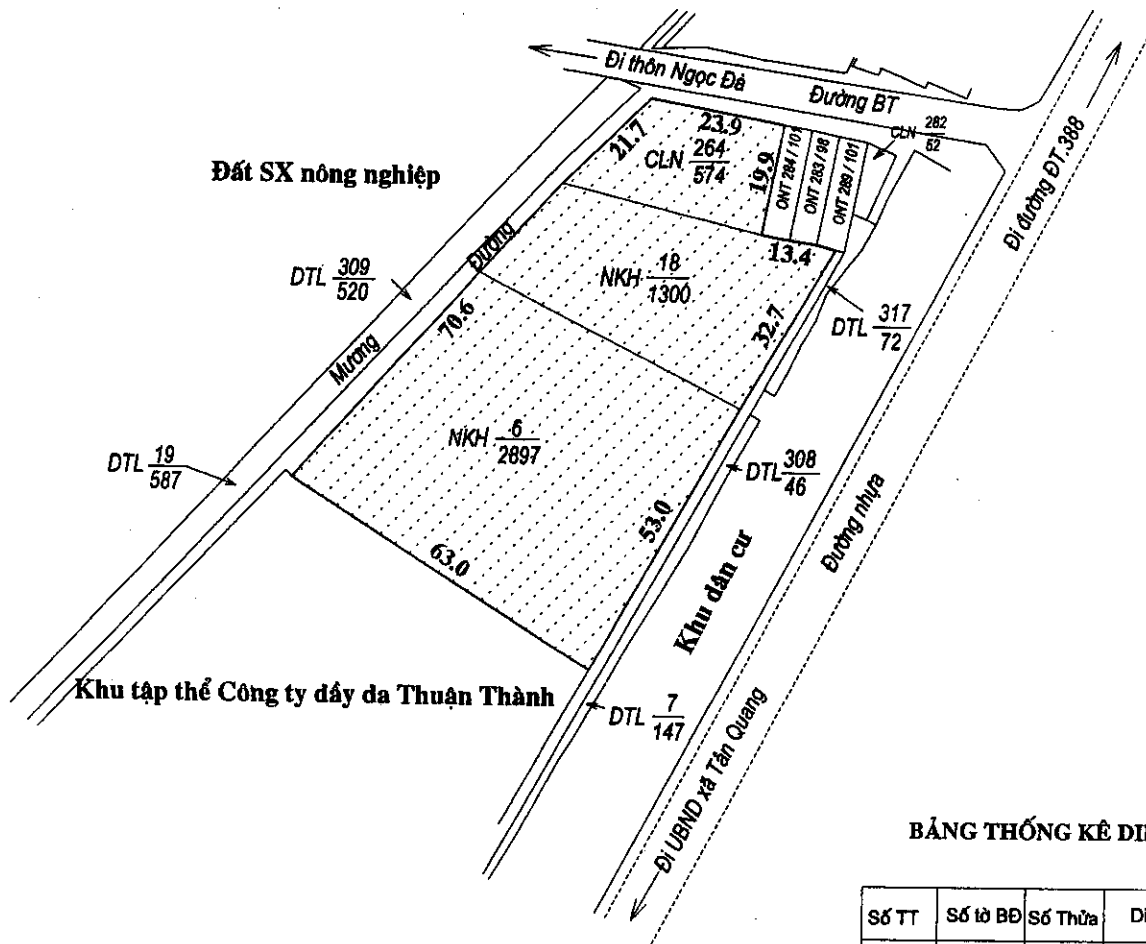 Đi thôn Ngọc Đà
Đường BT
CLN 282
52
21.7
23.9
CLN 264
574
19.9
ONT 284 / 101
ONT 283 / 98
ONT 289 / 101
Đất SX nông nghiệp
Đi đường ĐT.388
Đường
DTL 309
520
NKH 18
1300
13.4
DTL 317
72
32.7
70.6
Mương
NKH 6
2897
DTL 19
587
DTL 308
46
Đường nhựa
53.0
63.0
Khu dân cư
Khu tập thể Công ty dầy da Thuận Thành
DTL 7
147
Đi UBND xã Tân Quang
BẢNG THỐNG KÊ
Số TT Số tờ BĐ Số Thửa